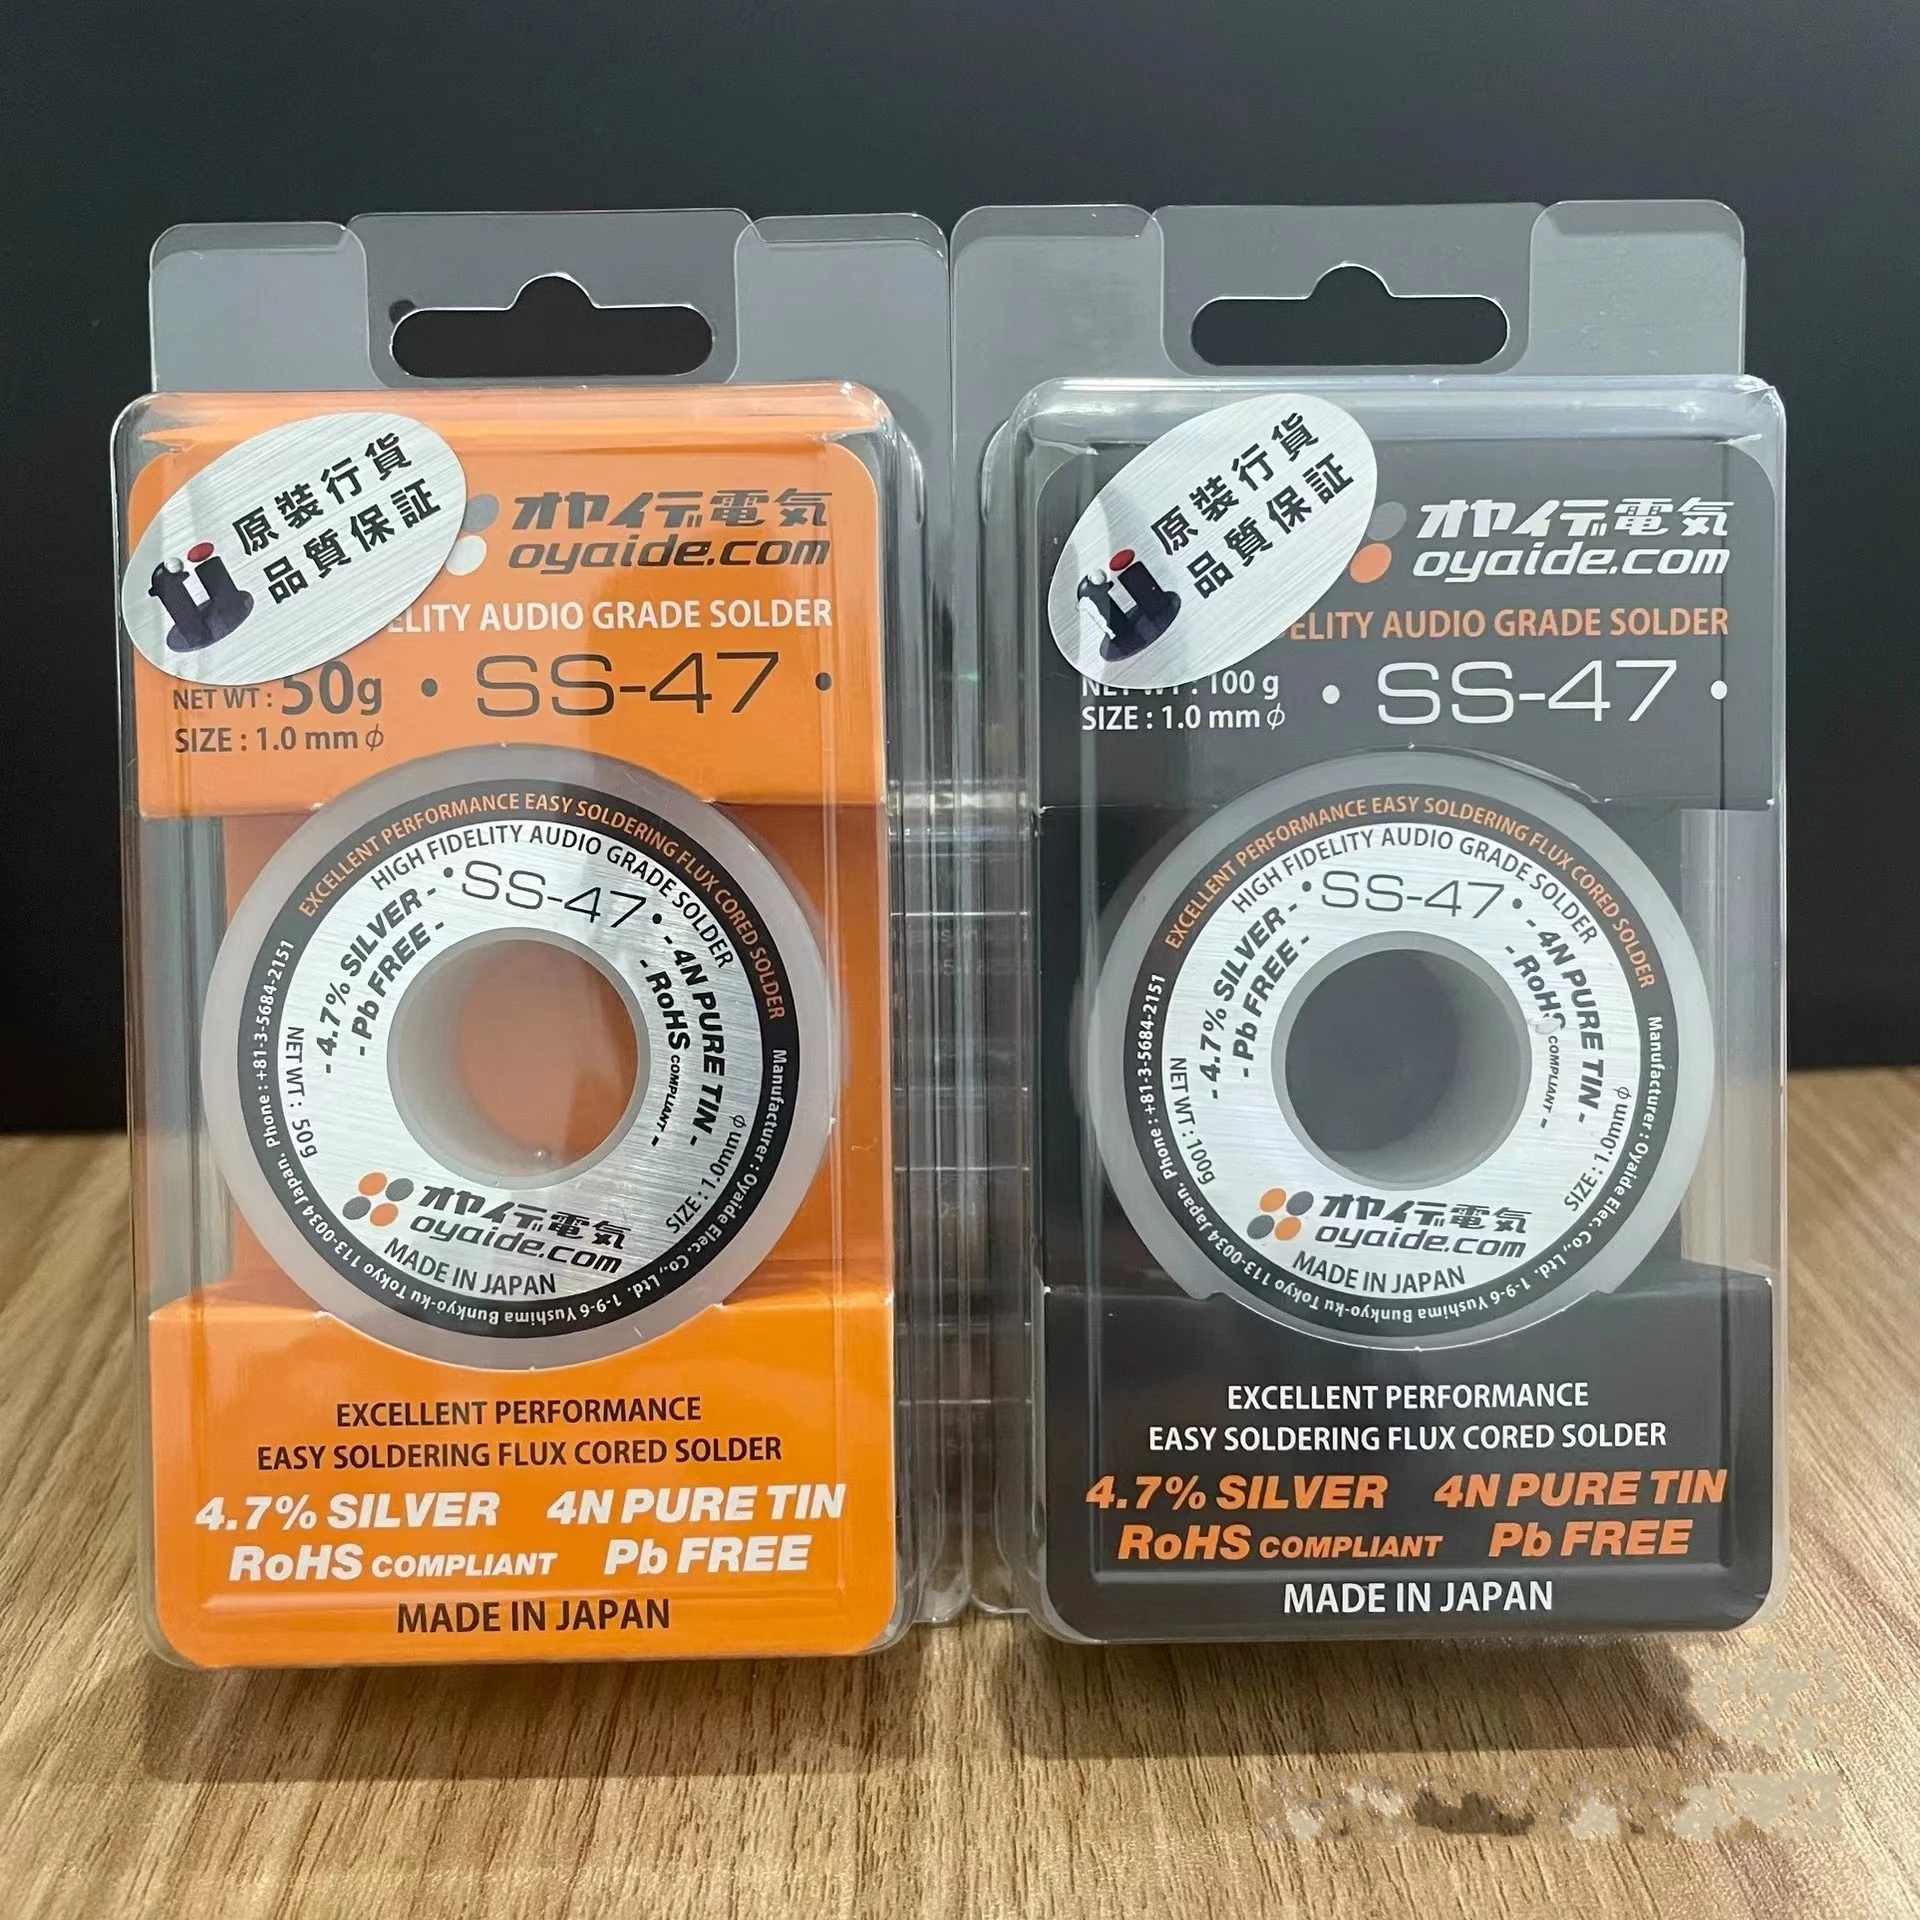 原裝行貨
品質保証
オヤイデ電気
oyaide.com
ELITY AUDIO GRADE SOLDER
NET WT : 50g
SIZE : 1.0 mm ϕ
• SS-47 •
EXCELLENT PERFORMANCE EASY SOLDERING FLUX CORED SOLDER
HIGH FIDELITY AUDIO GRADE SOLDER
• SS-47 •
- 4.7% SILVER -
- Pb FREE -
- 4N PURE TIN -
- RoHS COMPLIANT -
NET WT : 50g
SIZE : 1.0mm ϕ
オヤイデ電気
oyaide.com
MADE IN JAPAN
Manufacturer : Oyaide Elec. Co., Ltd. 1-9-6 Yushima Bunkyo-ku Tokyo 113-0034 Japan. Phone : +81-3-5684-2151
EXCELLENT PERFORMANCE
EASY SOLDERING FLUX CORED SOLDER
4.7% SILVER 4N PURE TIN
RoHS COMPLIANT Pb FREE
MADE IN JAPAN
原裝行貨
品質保証
オヤイデ電気
oyaide.com
ELITY AUDIO GRADE SOLDER
NET WT : 100 g
SIZE : 1.0 mm ϕ
• SS-47 •
EXCELLENT PERFORMANCE EASY SOLDERING FLUX CORED SOLDER
HIGH FIDELITY AUDIO GRADE SOLDER
• SS-47 •
- 4.7% SILVER -
- Pb FREE -
- 4N PURE TIN -
- RoHS COMPLIANT -
NET WT : 100g
SIZE : 1.0mm ϕ
オヤイデ電気
oyaide.com
MADE IN JAPAN
Manufacturer : Oyaide Elec. Co., Ltd. 1-9-6 Yushima Bunkyo-ku Tokyo 113-0034 Japan. Phone : +81-3-5684-2151
EXCELLENT PERFORMANCE
EASY SOLDERING FLUX CORED SOLDER
4.7% SILVER 4N PURE TIN
RoHS COMPLIANT Pb FREE
MADE IN JAPAN